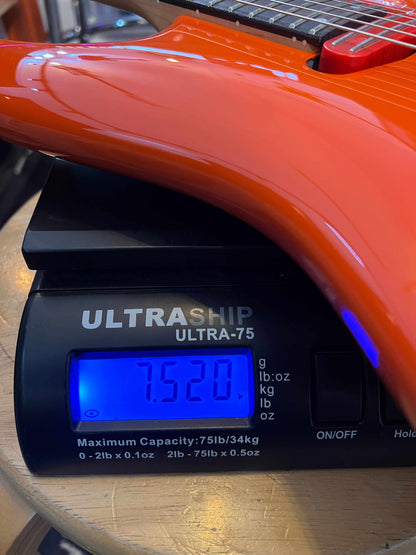 ULTRASHIP
ULTRA-75
7.520
g
lb:oz
kg
lb
oz
Maximum Capacity:75lb/34kg
0 - 2lb x 0.1oz 2lb - 75lb x 0.5oz
ON/OFF
Hold